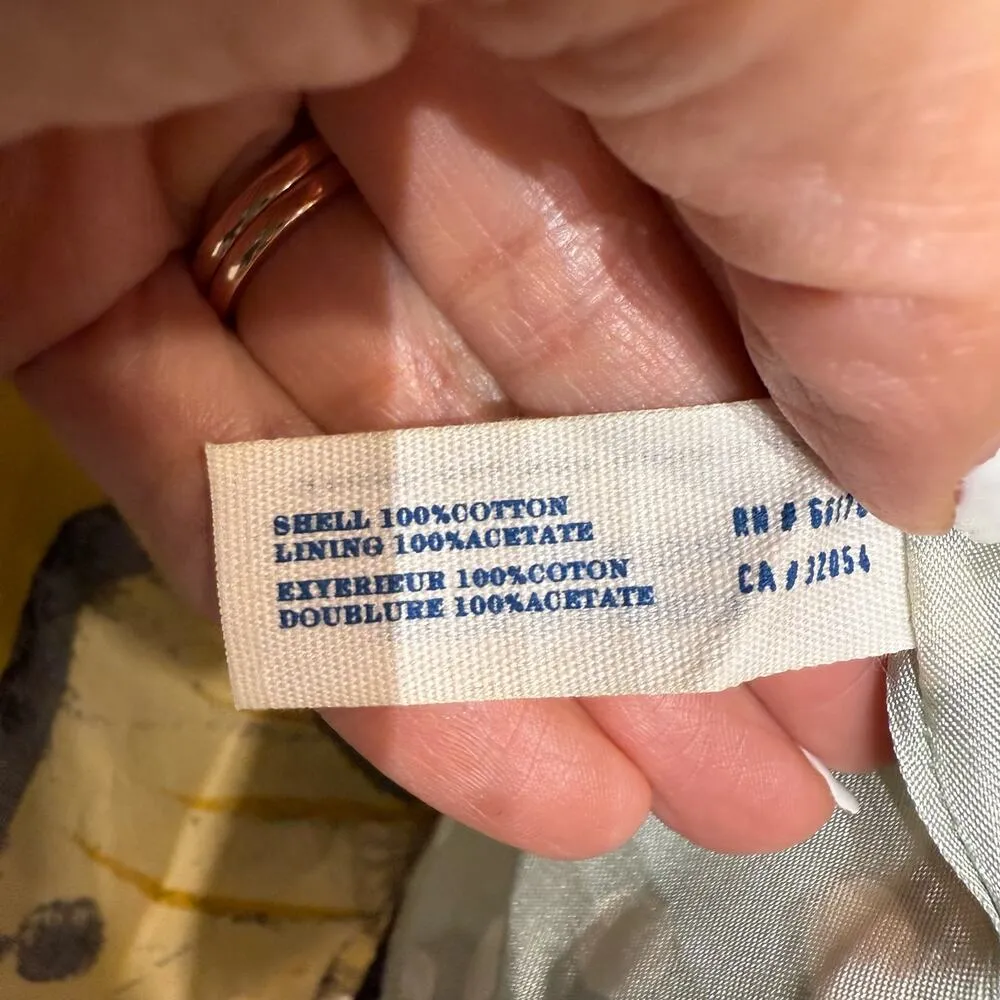 SHELL 100%COTTON
LINING 100%ACETATE
EXYERIEUR 100%COTON
DOUBLURE 100%ACETATE
RN #
CA # 32054